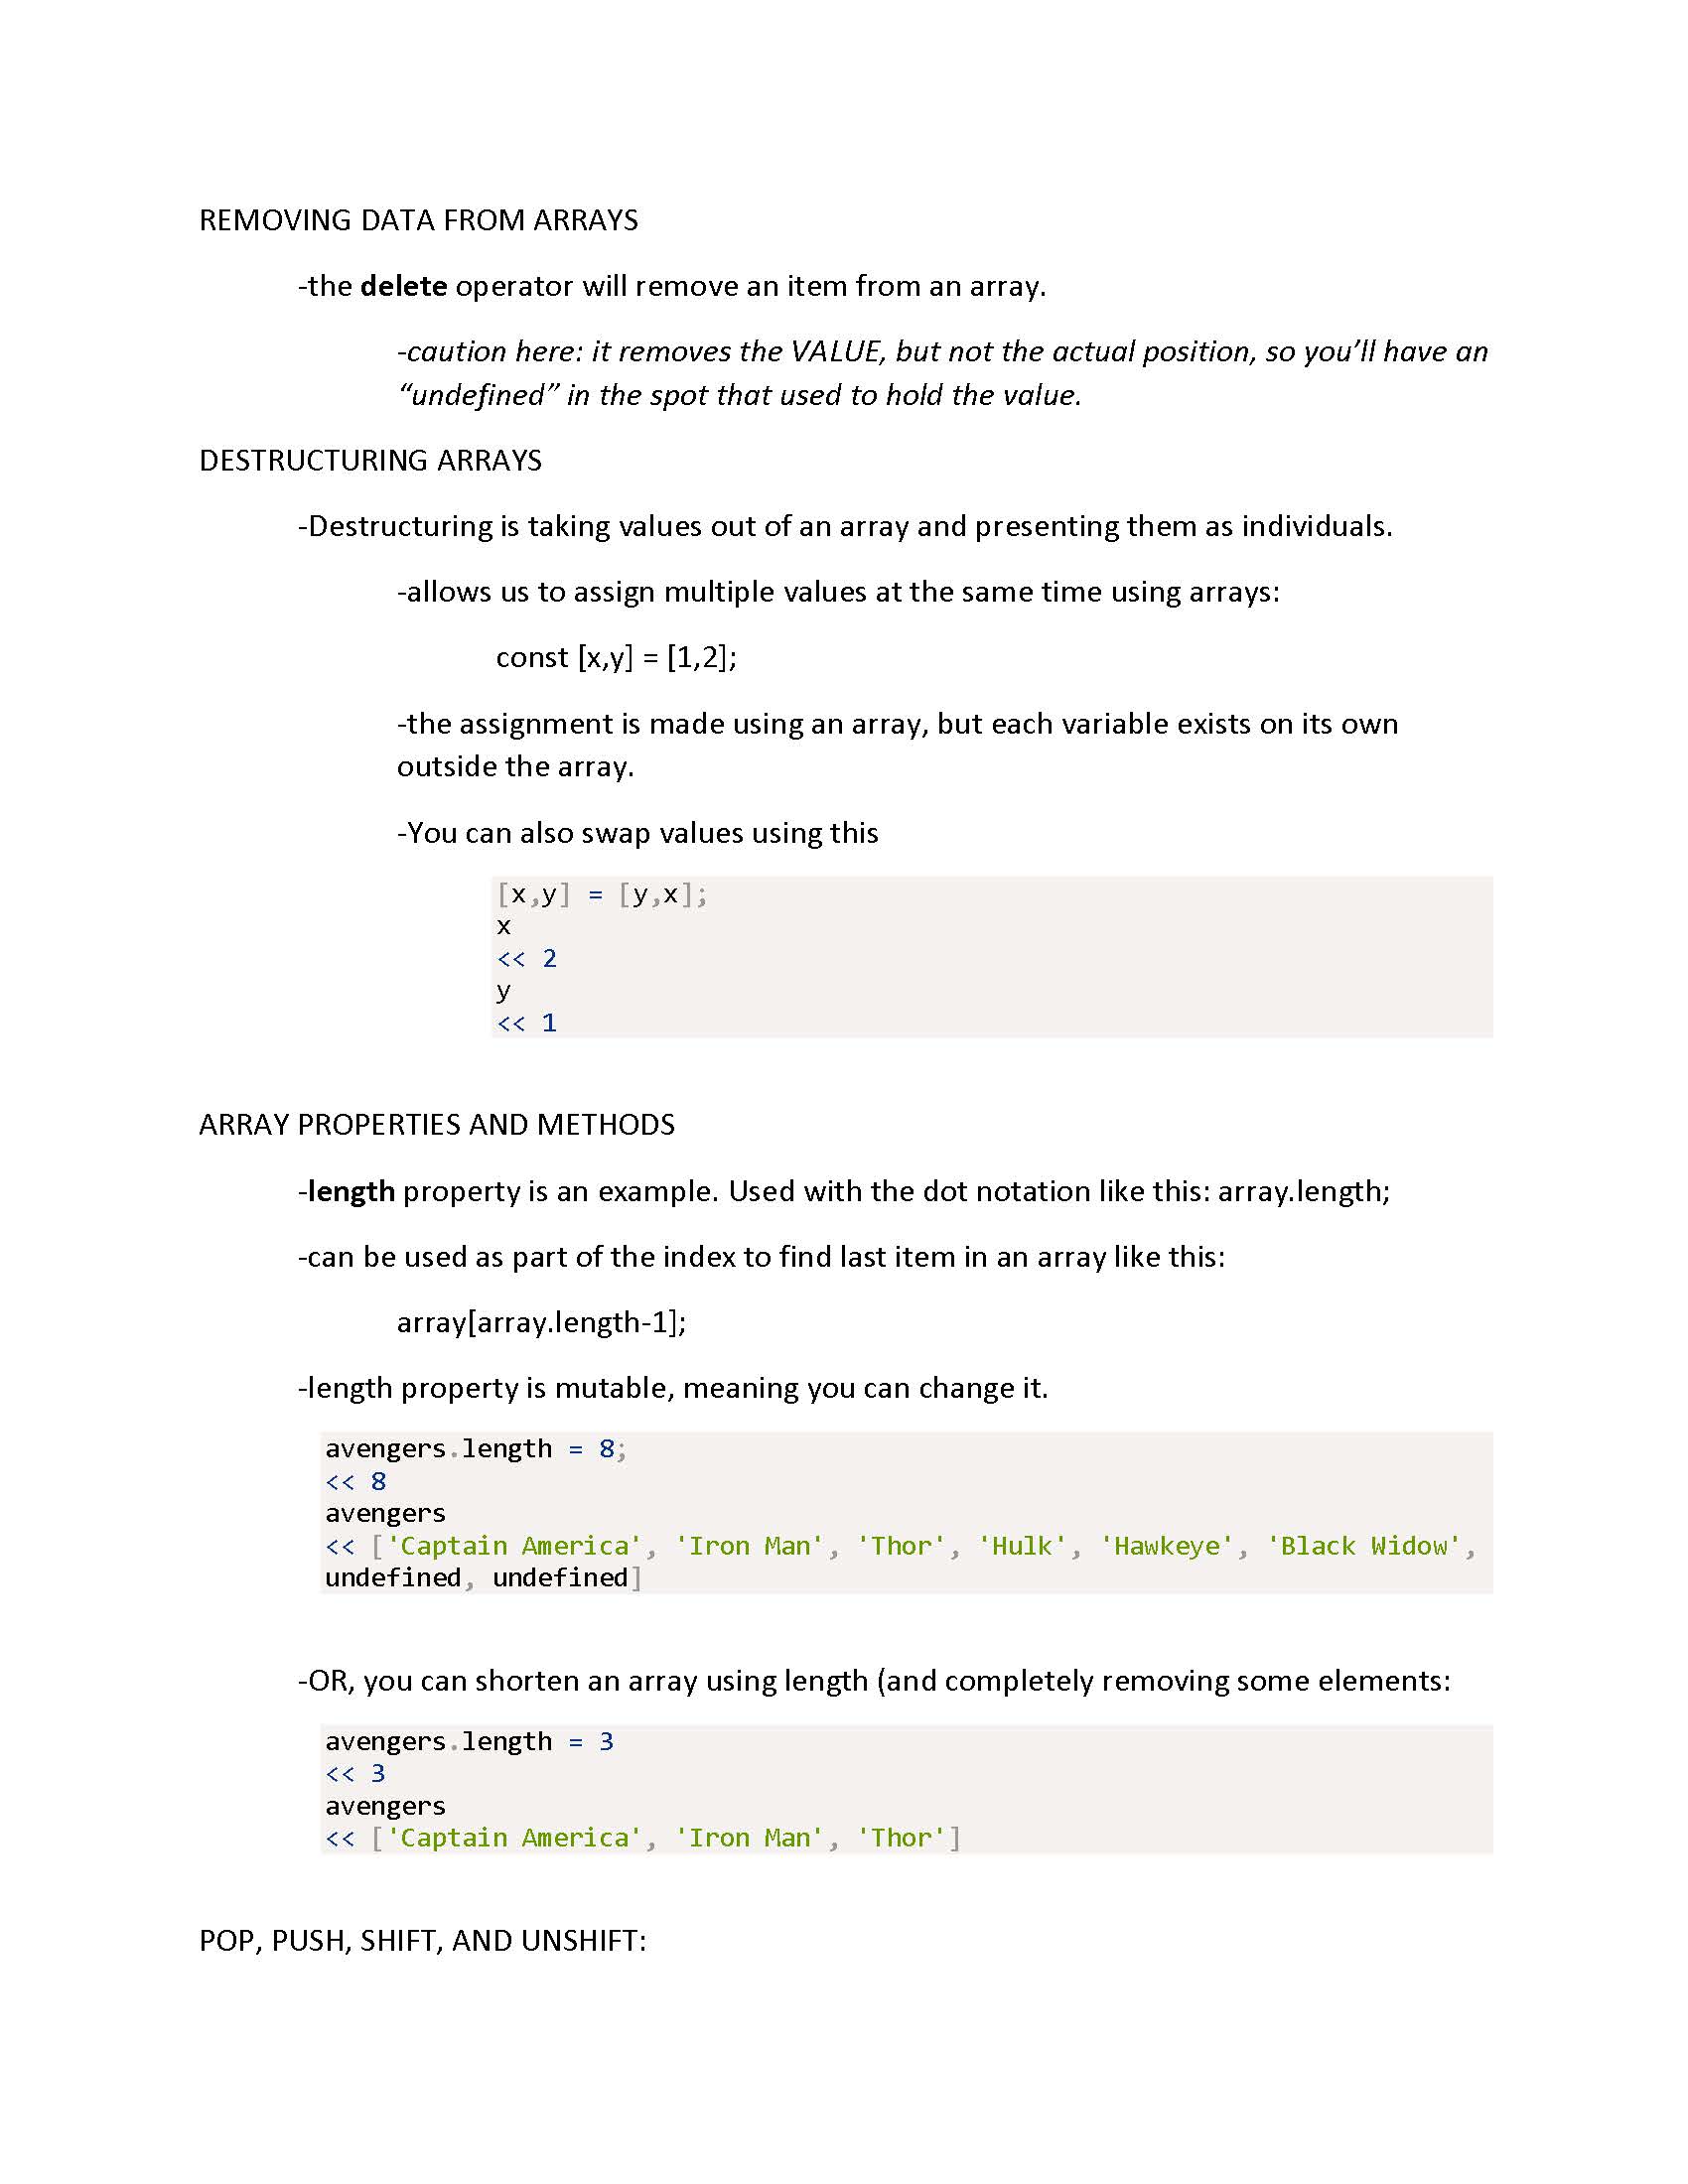 REMOVING DATA FROM ARRAYS
-the delete operator will remove an item from an array.
-caution here: it removes the VALUE, but not the actual position, so you’ll have an
“undefined” in the spot that used to hold the value.
DESTRUCTURING ARRAYS
-Destructuring is taking values out of an array and presenting them as individuals.
-allows us to assign multiple values at the same time using arrays:
const [x,y] = [1,2];
-the assignment is made using an array, but each variable exists on its own
outside the array.
-You can also swap values using this
[x,y] = [y,x];
x
<< 2
y
<< 1
ARRAY PROPERTIES AND METHODS
-length property is an example. Used with the dot notation like this: array.length;
-can be used as part of the index to find last item in an array like this:
array[array.length-1];
-length property is mutable, meaning you can change it.
avengers.length = 8;
<< 8
avengers
<< ['Captain America', 'Iron Man', 'Thor', 'Hulk', 'Hawkeye', 'Black Widow',
undefined, undefined]
-OR, you can shorten an array using length (and completely removing some elements:
avengers.length = 3
<< 3
avengers
<< ['Captain America', 'Iron Man', 'Thor']
POP, PUSH, SHIFT, AND UNSHIFT: